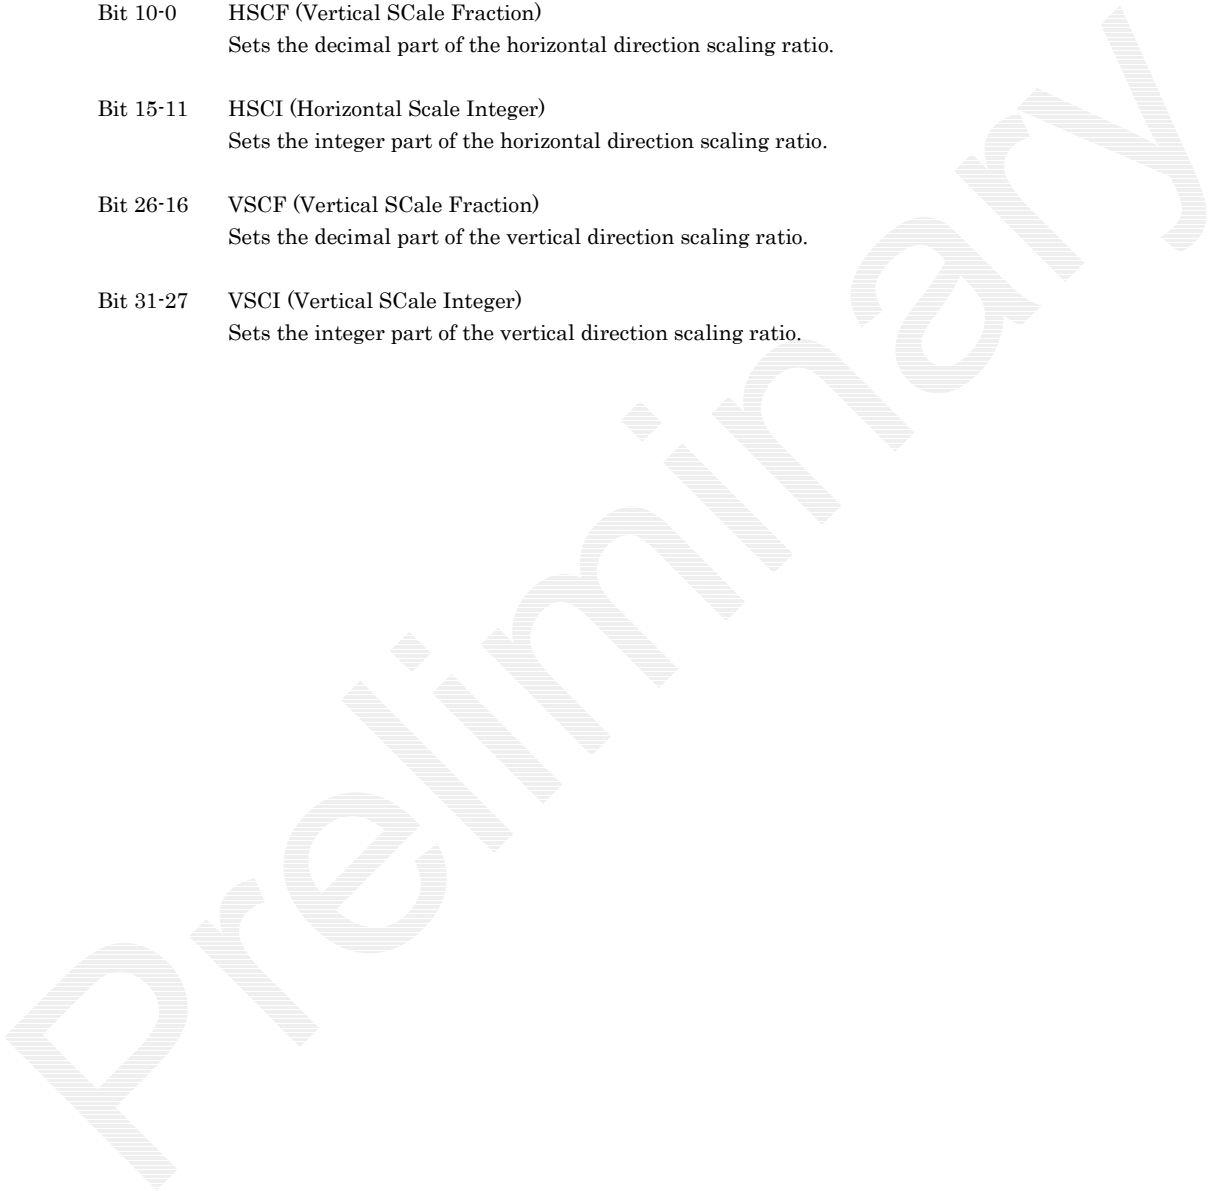 Bit 10-0 HSCF (Vertical SCale Fraction)
Sets the decimal part of the horizontal direction scaling ratio.
Bit 15-11 HSCI (Horizontal Scale Integer)
Sets the integer part of the horizontal direction scaling ratio.
Bit 26-16 VSCF (Vertical SCale Fraction)
Sets the decimal part of the vertical direction scaling ratio.
Bit 31-27 VSCI (Vertical SCale Integer)
Sets the integer part of the vertical direction scaling ratio.
Preliminary